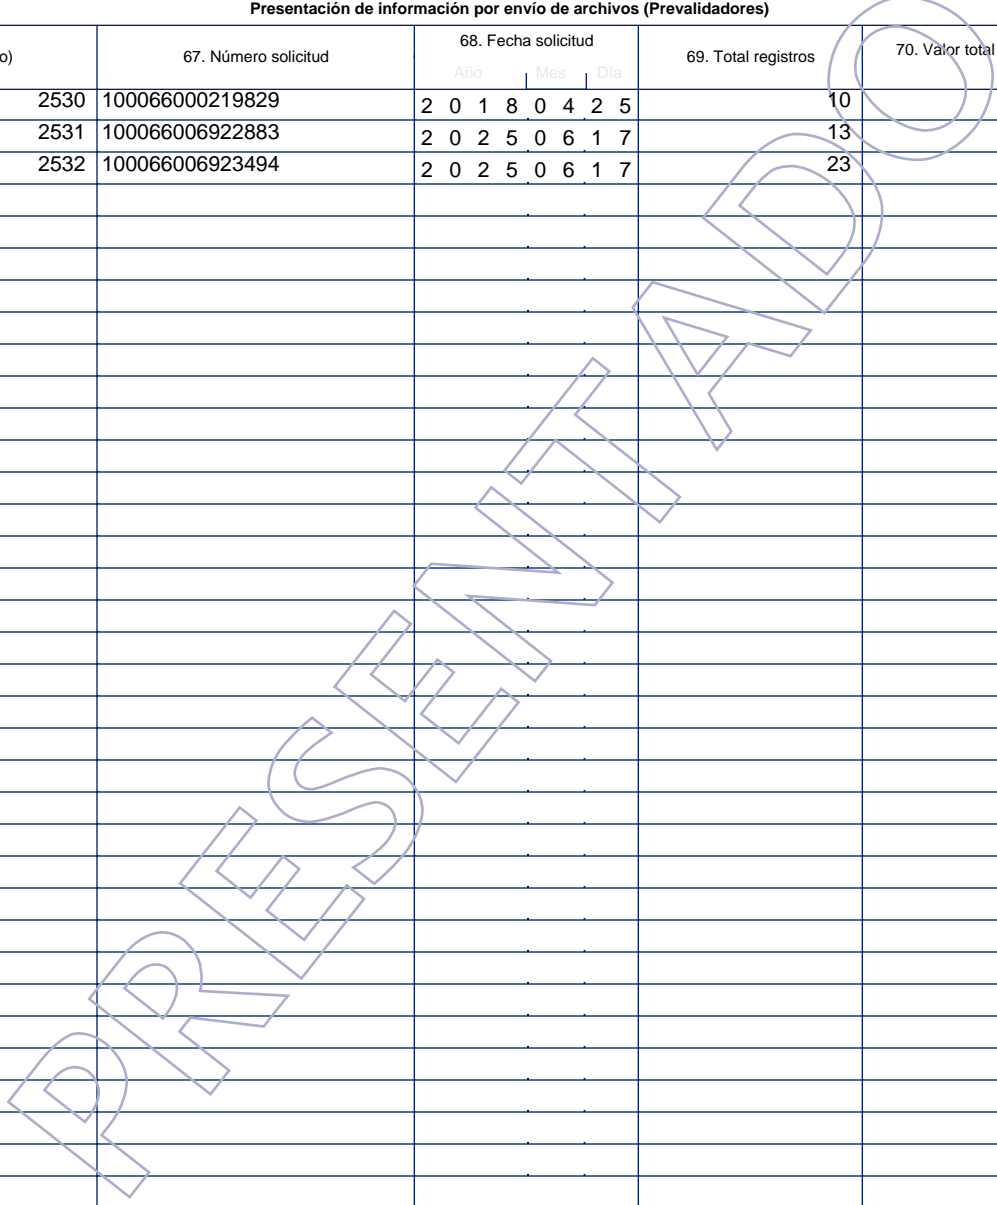 Presentación de información por envío de archivos (Prevalidadores)
o) 67. Número solicitud 68. Fecha solicitud 69. Total registros 70. Valor total
Año Mes Día
2530 100066000219829 2 0 1 8 0 4 2 5 10
2531 100066006922883 2 0 2 5 0 6 1 7 13
2532 100066006923494 2 0 2 5 0 6 1 7 23
PRESENTADO